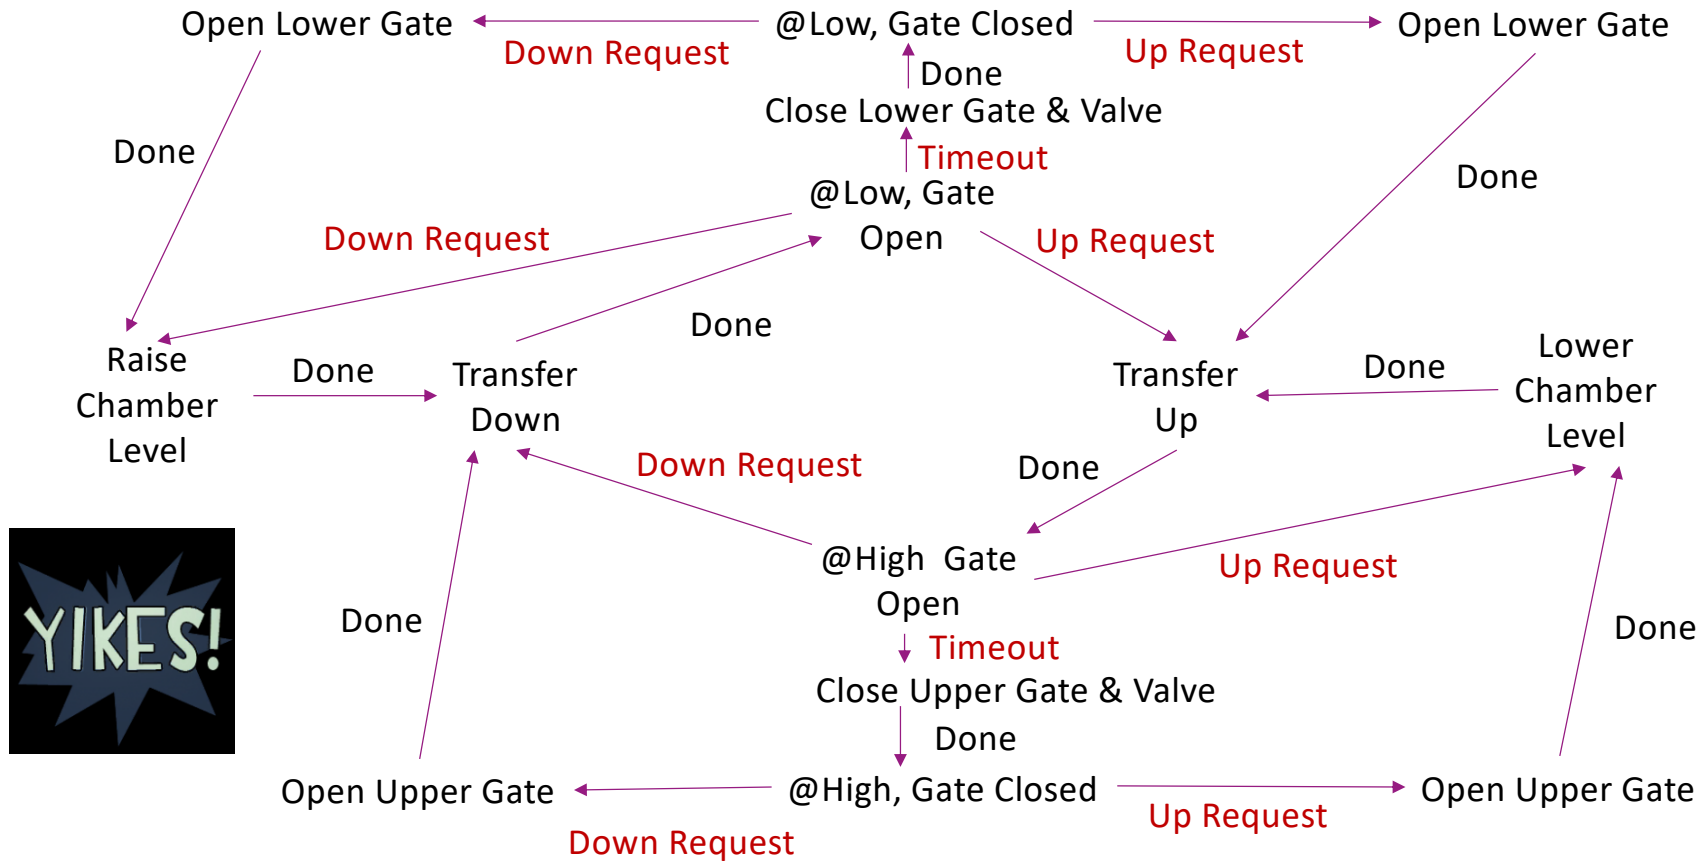 Open Lower Gate
@Low, Gate Closed
Open Lower Gate
Down Request
Up Request
Done
Close Lower Gate & Valve
Done
Timeout
Done
@Low, Gate
Open
Down Request
Up Request
Done
Raise
Chamber
Level
Done
Transfer
Down
Transfer
Up
Done
Lower
Chamber
Level
Down Request
Done
@High  Gate
Open
Up Request
YIKES!
Done
Timeout
Done
Close Upper Gate & Valve
Done
Open Upper Gate
@High, Gate Closed
Open Upper Gate
Down Request
Up Request